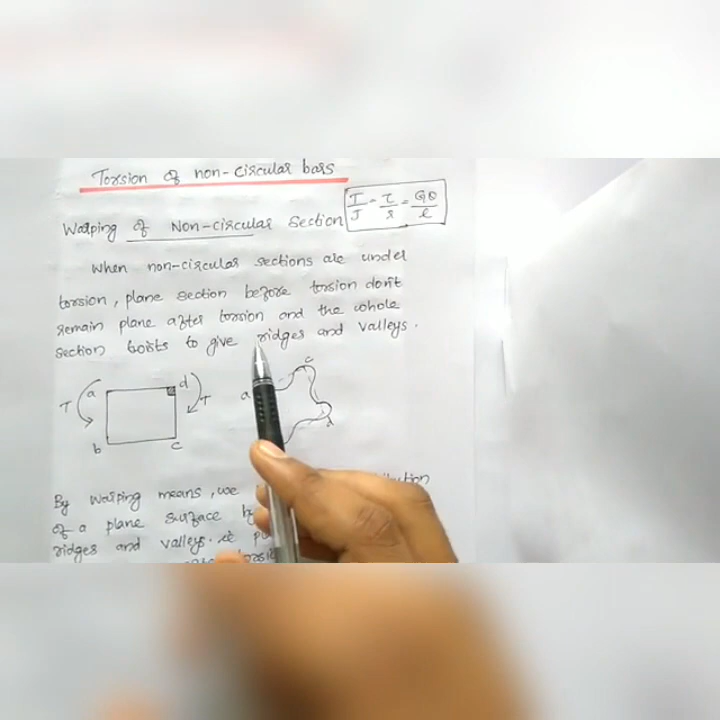 Torsion of non-circular bars
Warping of Non-circular section
T/J = τ/r = Gθ/l
When non-circular sections are under
torsion, plane section before torsion don't
remain plane after torsion and the whole
section twists to give ridges and valleys.
T a d T a c d
b c
By Warping means, we
of a plane surface
ridges and valleys. ie